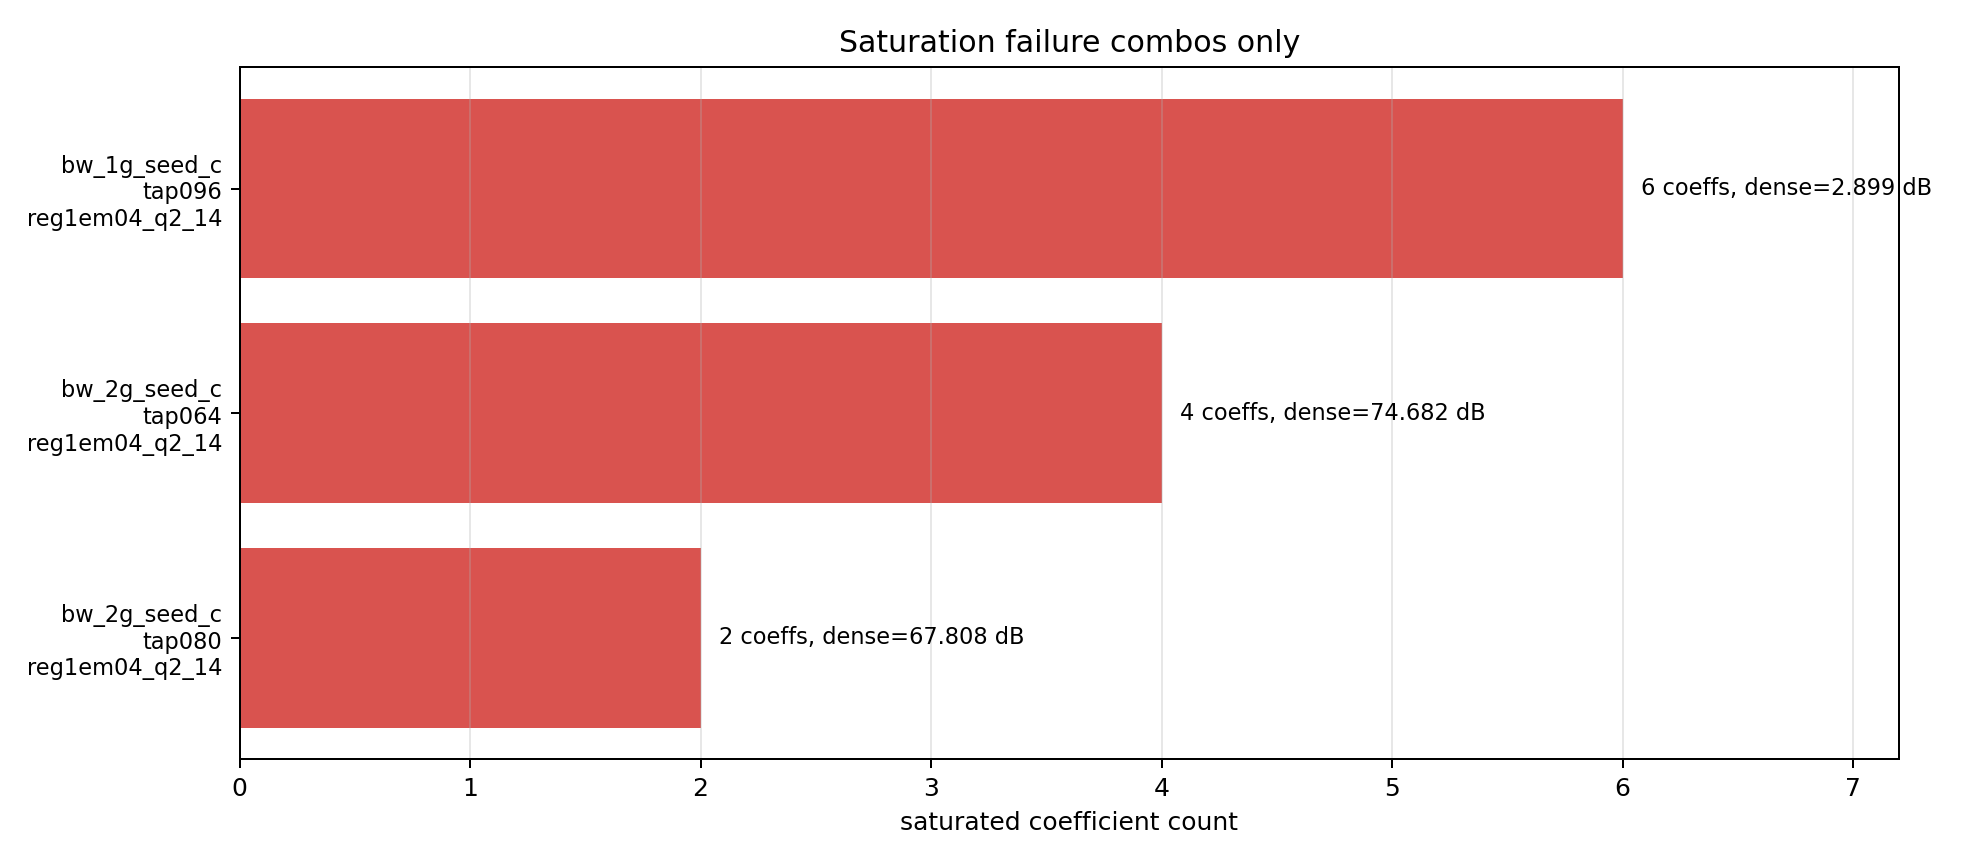 Saturation failure combos only
bw_1g_seed_c
tap096
reg1em04_q2_14
6 coeffs, dense=2.899 dB
bw_2g_seed_c
tap064
reg1em04_q2_14
4 coeffs, dense=74.682 dB
bw_2g_seed_c
tap080
reg1em04_q2_14
2 coeffs, dense=67.808 dB
0 1 2 3 4 5 6 7
saturated coefficient count